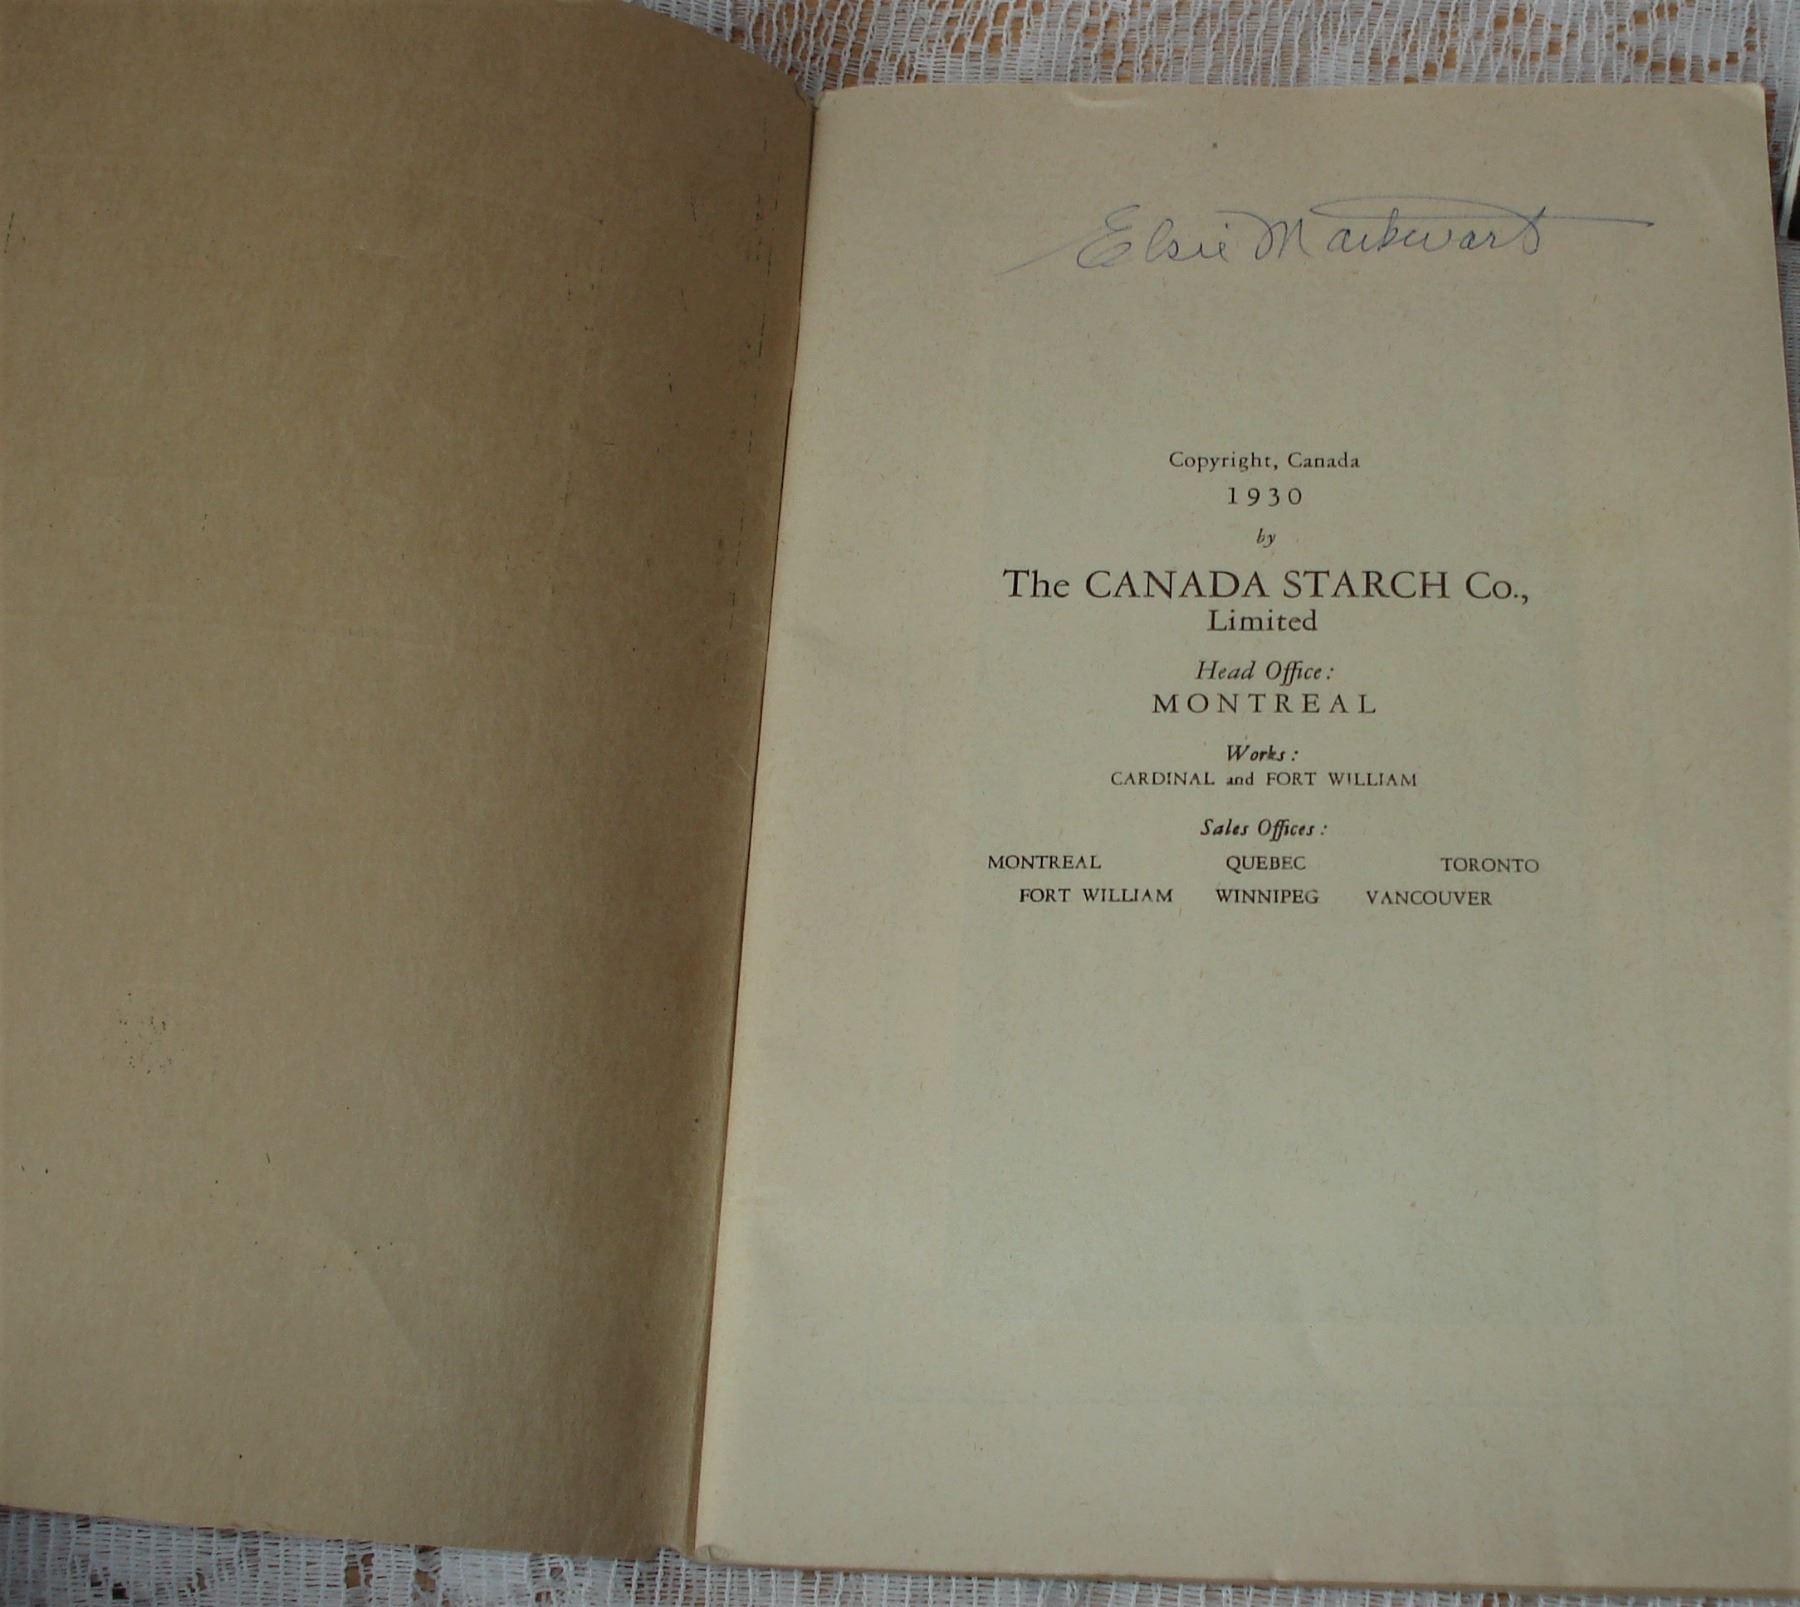 Elsie Markwart
Copyright, Canada
1930
by
The CANADA STARCH Co.,
Limited
Head Office:
MONTREAL
Works:
CARDINAL and FORT WILLIAM
Sales Offices:
MONTREAL QUEBEC TORONTO
FORT WILLIAM WINNIPEG VANCOUVER